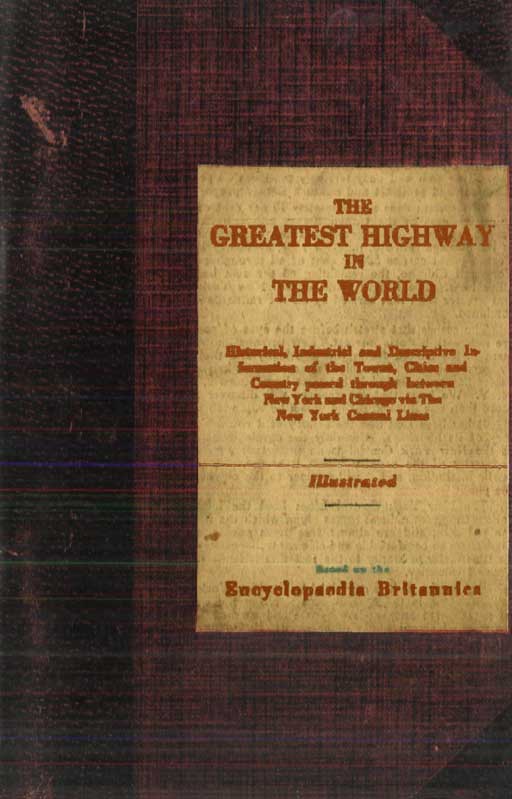 THE
GREATEST HIGHWAY
IN
THE WORLD
Historical, Industrial and Descriptive In-
formation of the Towns, Cities and
Country passed through between
New York and Chicago via The
New York Central Lines
Illustrated
Based on the
Encyclopaedia Britannica